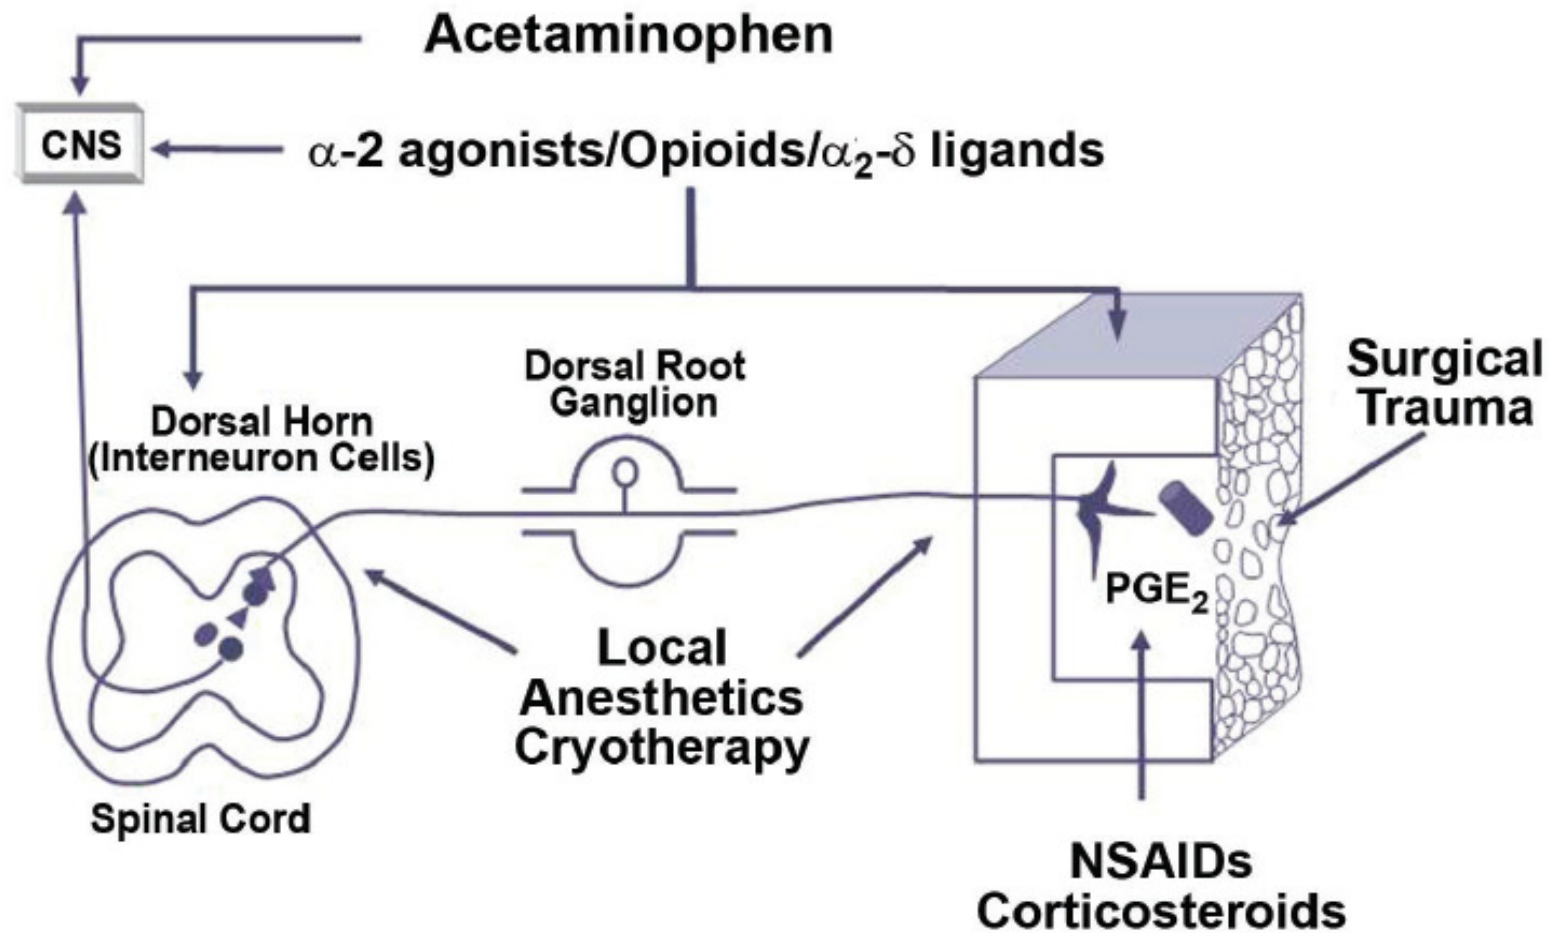 Acetaminophen
CNS
α-2 agonists/Opioids/α₂-δ ligands
Dorsal Root
Ganglion
Surgical
Trauma
Dorsal Horn
(Interneuron Cells)
PGE₂
Local
Anesthetics
Cryotherapy
Spinal Cord
NSAIDs
Corticosteroids